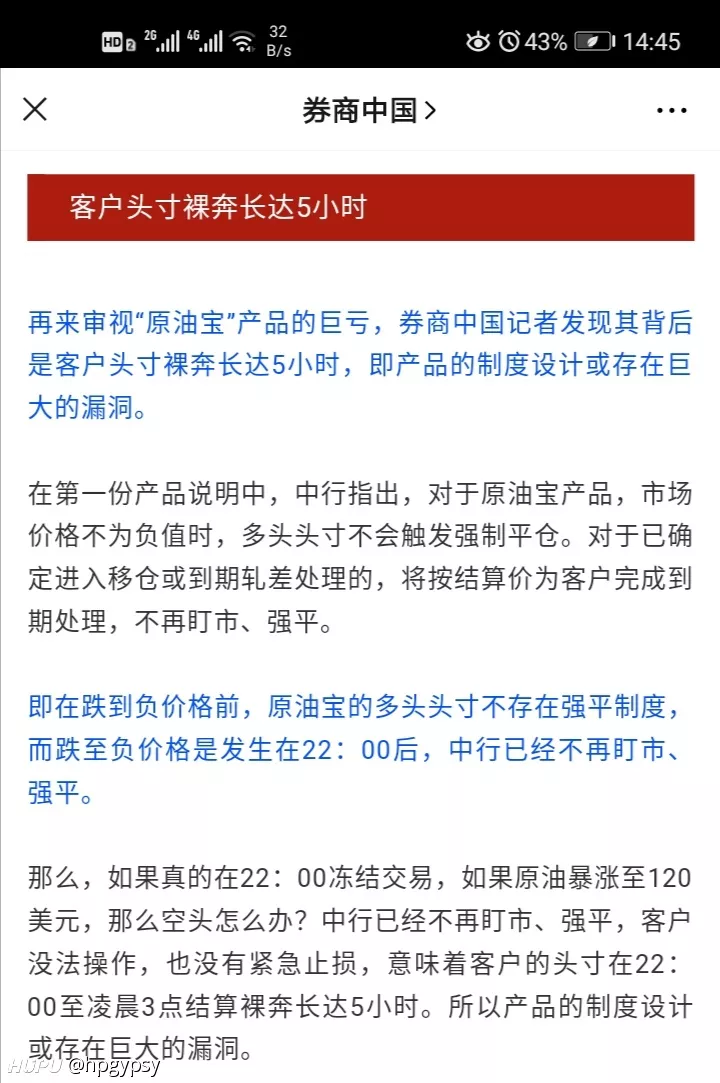 HD 2 2G 4G 32 B/s 43% 14:45
券商中国
客户头寸裸奔长达5小时
再来审视“原油宝”产品的巨亏，券商中国记者发现其背后
是客户头寸裸奔长达5小时，即产品的制度设计或存在巨
大的漏洞。
在第一份产品说明中，中行指出，对于原油宝产品，市场
价格不为负值时，多头头寸不会触发强制平仓。对于已确
定进入移仓或到期轧差处理的，将按结算价为客户完成到
期处理，不再盯市、强平。
即在跌到负价格前，原油宝的多头头寸不存在强平制度，
而跌至负价格是发生在22：00后，中行已经不再盯市、
强平。
那么，如果真的在22：00冻结交易，如果原油暴涨至120
美元，那么空头怎么办？中行已经不再盯市、强平，客户
没法操作，也没有紧急止损，意味着客户的头寸在22：
00至凌晨3点结算裸奔长达5小时。所以产品的制度设计
或存在巨大的漏洞。
HUPU @hpgypsy